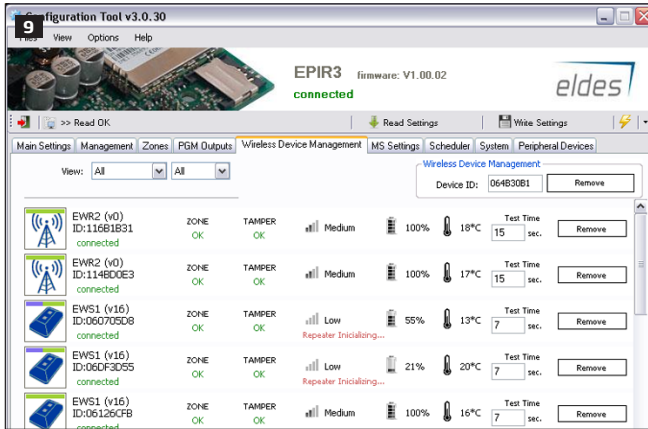 9
Configuration Tool v3.0.30
Files View Options Help
EPIR3 firmware: V1.00.02
connected
eldes
>> Read OK Read Settings Write Settings
Main Settings Management Zones PGM Outputs Wireless Device Management MS Settings Scheduler System Peripheral Devices
View: All All
Wireless Device Management
Device ID: 064B30B1 Remove
EWR2 (v0)
ID:116B1B31
connected
ZONE
OK
TAMPER
OK
Medium 100% 18°C
Test Time
15 sec. Remove
EWR2 (v0)
ID:114BD0E3
connected
ZONE
OK
TAMPER
OK
Medium 100% 17°C
Test Time
15 sec. Remove
EWS1 (v16)
ID:060705D8
connected
ZONE
OK
TAMPER
OK
Low 55% 13°C
Repeater Inicializing...
Test Time
7 sec. Remove
EWS1 (v16)
ID:06DF3D55
connected
ZONE
OK
TAMPER
OK
Low 21% 20°C
Repeater Inicializing...
Test Time
7 sec. Remove
EWS1 (v16)
ID:06126CFB
connected
ZONE
OK
TAMPER
OK
Medium 100% 16°C
Test Time
7 sec. Remove